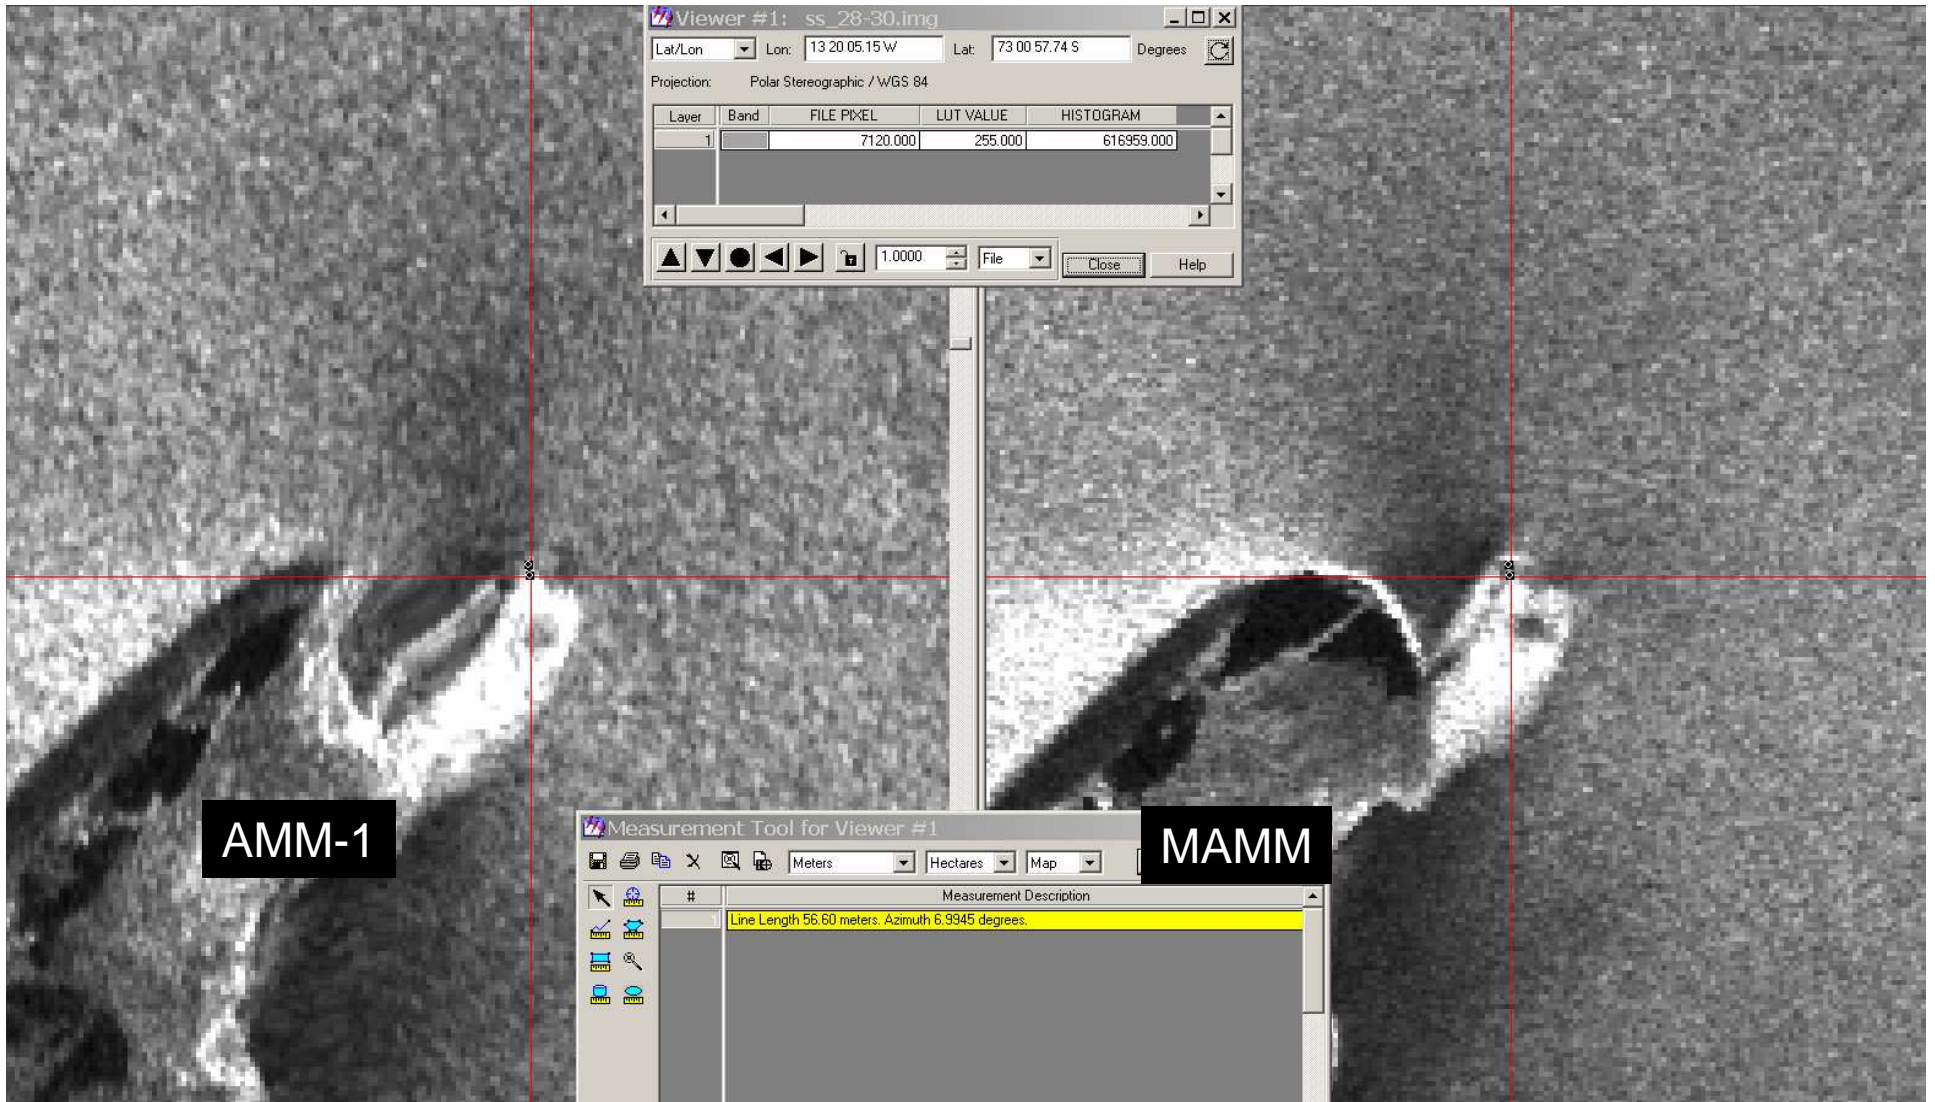 Viewer #1: ss_28-30.img
Lat/Lon Lon: 13 20 05.15 W Lat: 73 00 57.74 S Degrees
Projection: Polar Stereographic / WGS 84
Layer Band FILE PIXEL LUT VALUE HISTOGRAM
1 7120.000 255.000 616959.000
1.0000 File Close Help
AMM-1
MAMM
Measurement Tool for Viewer #1
Meters Hectares Map
# Measurement Description
1 Line Length 56.60 meters. Azimuth 6.9945 degrees.